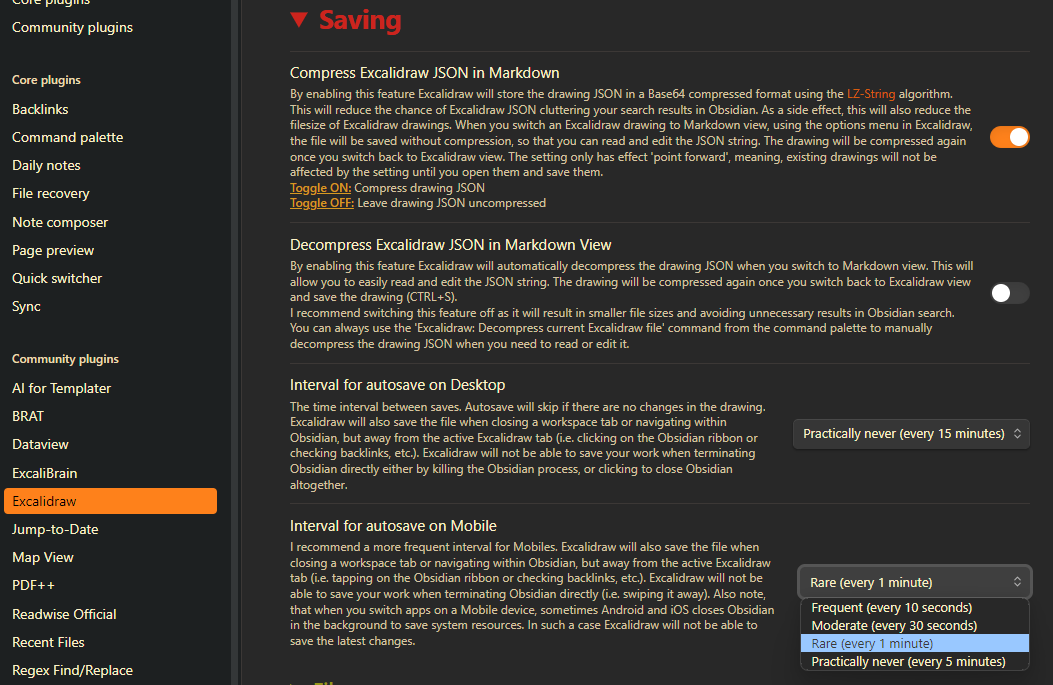 Core plugins
Community plugins
Core plugins
Backlinks
Command palette
Daily notes
File recovery
Note composer
Page preview
Quick switcher
Sync
Community plugins
AI for Templater
BRAT
Dataview
ExcaliBrain
Excalidraw
Jump-to-Date
Map View
PDF++
Readwise Official
Recent Files
Regex Find/Replace
Saving
Compress Excalidraw JSON in Markdown
By enabling this feature Excalidraw will store the drawing JSON in a Base64 compressed format using the LZ-String algorithm.
This will reduce the chance of Excalidraw JSON cluttering your search results in Obsidian. As a side effect, this will also reduce the
filesize of Excalidraw drawings. When you switch an Excalidraw drawing to Markdown view, using the options menu in Excalidraw,
the file will be saved without compression, so that you can read and edit the JSON string. The drawing will be compressed again
once you switch back to Excalidraw view. The setting only has effect 'point forward', meaning, existing drawings will not be
affected by the setting until you open them and save them.
Toggle ON: Compress drawing JSON
Toggle OFF: Leave drawing JSON uncompressed
Decompress Excalidraw JSON in Markdown View
By enabling this feature Excalidraw will automatically decompress the drawing JSON when you switch to Markdown view. This will
allow you to easily read and edit the JSON string. The drawing will be compressed again once you switch back to Excalidraw view
and save the drawing (CTRL+S).
I recommend switching this feature off as it will result in smaller file sizes and avoiding unnecessary results in Obsidian search.
You can always use the 'Excalidraw: Decompress current Excalidraw file' command from the command palette to manually
decompress the drawing JSON when you need to read or edit it.
Interval for autosave on Desktop
The time interval between saves. Autosave will skip if there are no changes in the drawing.
Excalidraw will also save the file when closing a workspace tab or navigating within
Obsidian, but away from the active Excalidraw tab (i.e. clicking on the Obsidian ribbon or
checking backlinks, etc.). Excalidraw will not be able to save your work when terminating
Obsidian directly either by killing the Obsidian process, or clicking to close Obsidian
altogether.
Practically never (every 15 minutes)
Interval for autosave on Mobile
I recommend a more frequent interval for Mobiles. Excalidraw will also save the file when
closing a workspace tab or navigating within Obsidian, but away from the active Excalidraw
tab (i.e. tapping on the Obsidian ribbon or checking backlinks, etc.). Excalidraw will not be
able to save your work when terminating Obsidian directly (i.e. swiping it away). Also note,
that when you switch apps on a Mobile device, sometimes Android and iOS closes Obsidian
in the background to save system resources. In such a case Excalidraw will not be able to
save the latest changes.
Rare (every 1 minute)
Frequent (every 10 seconds)
Moderate (every 30 seconds)
Rare (every 1 minute)
Practically never (every 5 minutes)